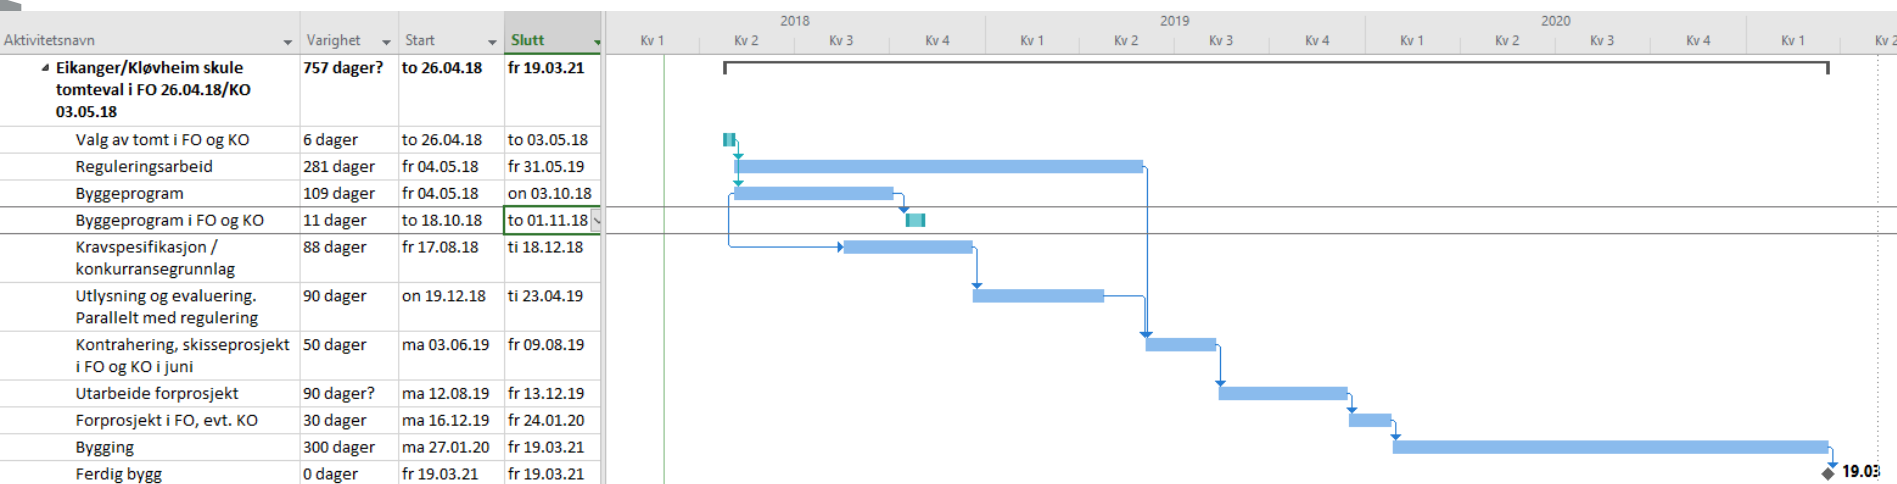 2018 2019 2020
Aktivitetsnavn Varighet Start Slutt Kv 1 Kv 2 Kv 3 Kv 4 Kv 1 Kv 2 Kv 3 Kv 4 Kv 1 Kv 2 Kv 3 Kv 4 Kv 1 Kv 2
Eikanger/Kløvheim skule 757 dager? to 26.04.18 fr 19.03.21
tomteval i FO 26.04.18/KO
03.05.18
Valg av tomt i FO og KO 6 dager to 26.04.18 to 03.05.18
Reguleringsarbeid 281 dager fr 04.05.18 fr 31.05.19
Byggeprogram 109 dager fr 04.05.18 on 03.10.18
Byggeprogram i FO og KO 11 dager to 18.10.18 to 01.11.18
Kravspesifikasjon / 88 dager fr 17.08.18 ti 18.12.18
konkurransegrunnlag
Utlysning og evaluering. 90 dager on 19.12.18 ti 23.04.19
Parallelt med regulering
Kontrahering, skisseprosjekt 50 dager ma 03.06.19 fr 09.08.19
i FO og KO i juni
Utarbeide forprosjekt 90 dager? ma 12.08.19 fr 13.12.19
Forprosjekt i FO, evt. KO 30 dager ma 16.12.19 fr 24.01.20
Bygging 300 dager ma 27.01.20 fr 19.03.21
Ferdig bygg 0 dager fr 19.03.21 fr 19.03.21 19.03